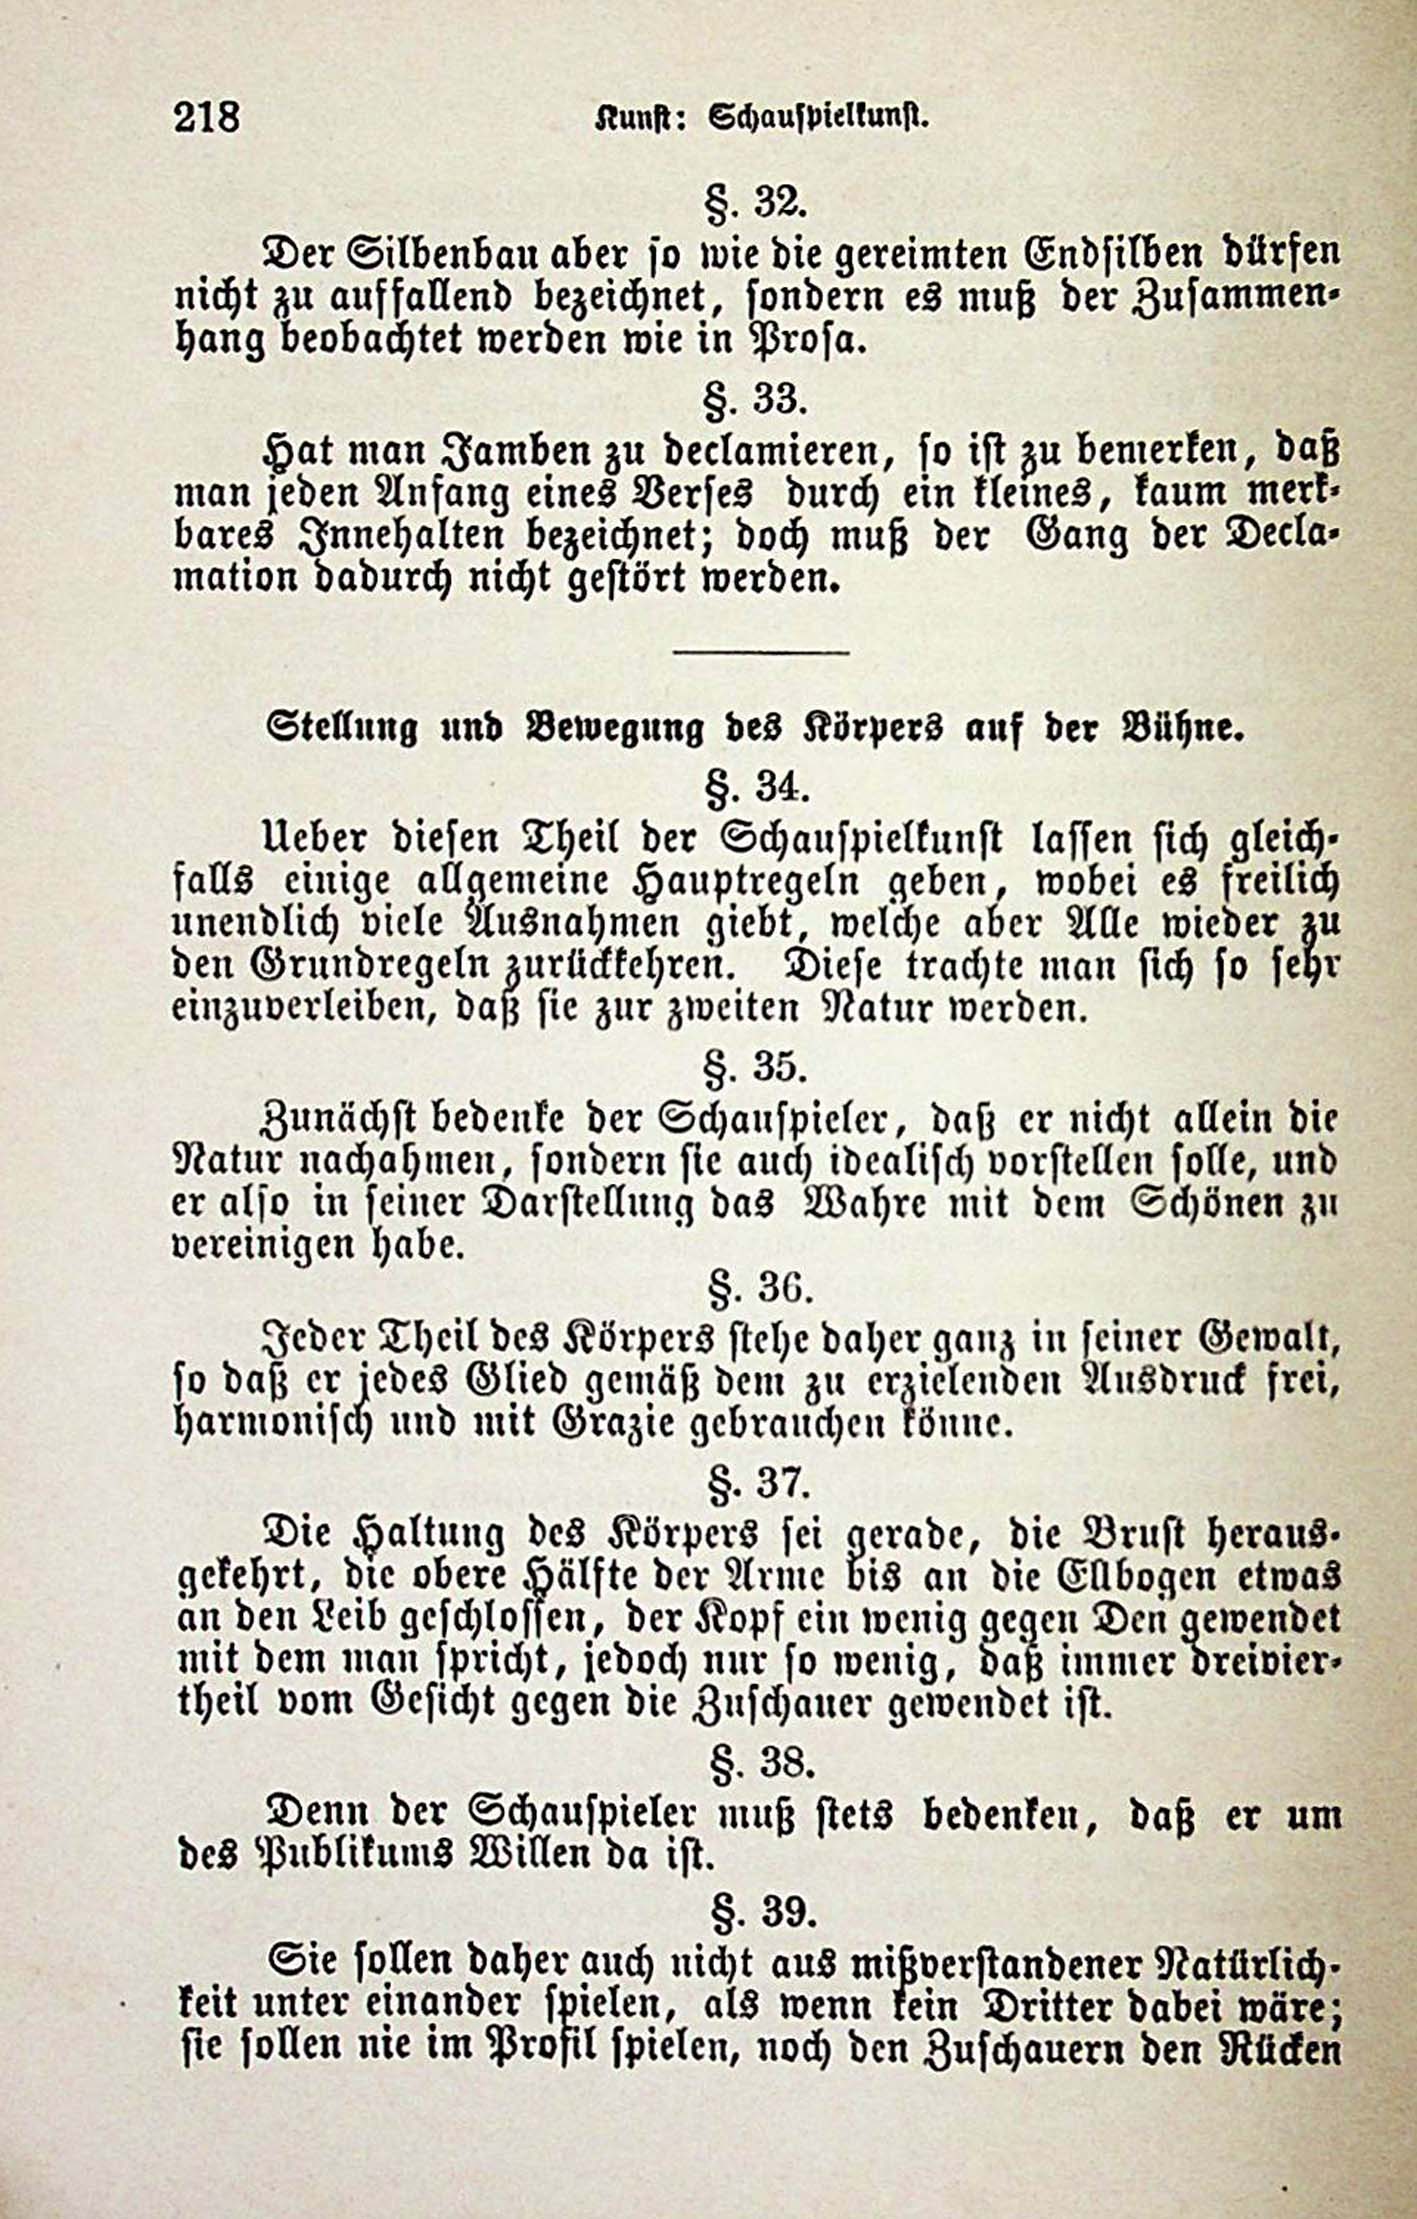 218
Kunst: Schauspielkunst.
§. 32.
Der Silbenbau aber so wie die gereimten Endsilben dürfen
nicht zu auffallend bezeichnet, sondern es muß der Zusammen-
hang beobachtet werden wie in Prosa.
§. 33.
Hat man Jamben zu declamieren, so ist zu bemerken, daß
man jeden Anfang eines Verses durch ein kleines, kaum merk-
bares Innehalten bezeichnet; doch muß der Gang der Decla-
mation dadurch nicht gestört werden.
Stellung und Bewegung des Körpers auf der Bühne.
§. 34.
Ueber diesen Theil der Schauspielkunst lassen sich gleich-
falls einige allgemeine Hauptregeln geben, wobei es freilich
unendlich viele Ausnahmen giebt, welche aber Alle wieder zu
den Grundregeln zurückkehren. Diese trachte man sich so sehr
einzuverleiben, daß sie zur zweiten Natur werden.
§. 35.
Zunächst bedenke der Schauspieler, daß er nicht allein die
Natur nachahmen, sondern sie auch idealisch vorstellen solle, und
er also in seiner Darstellung das Wahre mit dem Schönen zu
vereinigen habe.
§. 36.
Jeder Theil des Körpers stehe daher ganz in seiner Gewalt,
so daß er jedes Glied gemäß dem zu erzielenden Ausdruck frei,
harmonisch und mit Grazie gebrauchen könne.
§. 37.
Die Haltung des Körpers sei gerade, die Brust heraus-
gekehrt, die obere Hälfte der Arme bis an die Ellbogen etwas
an den Leib geschlossen, der Kopf ein wenig gegen Den gewendet
mit dem man spricht, jedoch nur so wenig, daß immer dreivier-
theil vom Gesicht gegen die Zuschauer gewendet ist.
§. 38.
Denn der Schauspieler muß stets bedenken, daß er um
des Publikums Willen da ist.
§. 39.
Sie sollen daher auch nicht aus mißverstandener Natürlich-
keit unter einander spielen, als wenn kein Dritter dabei wäre;
sie sollen nie im Profil spielen, noch den Zuschauern den Rücken